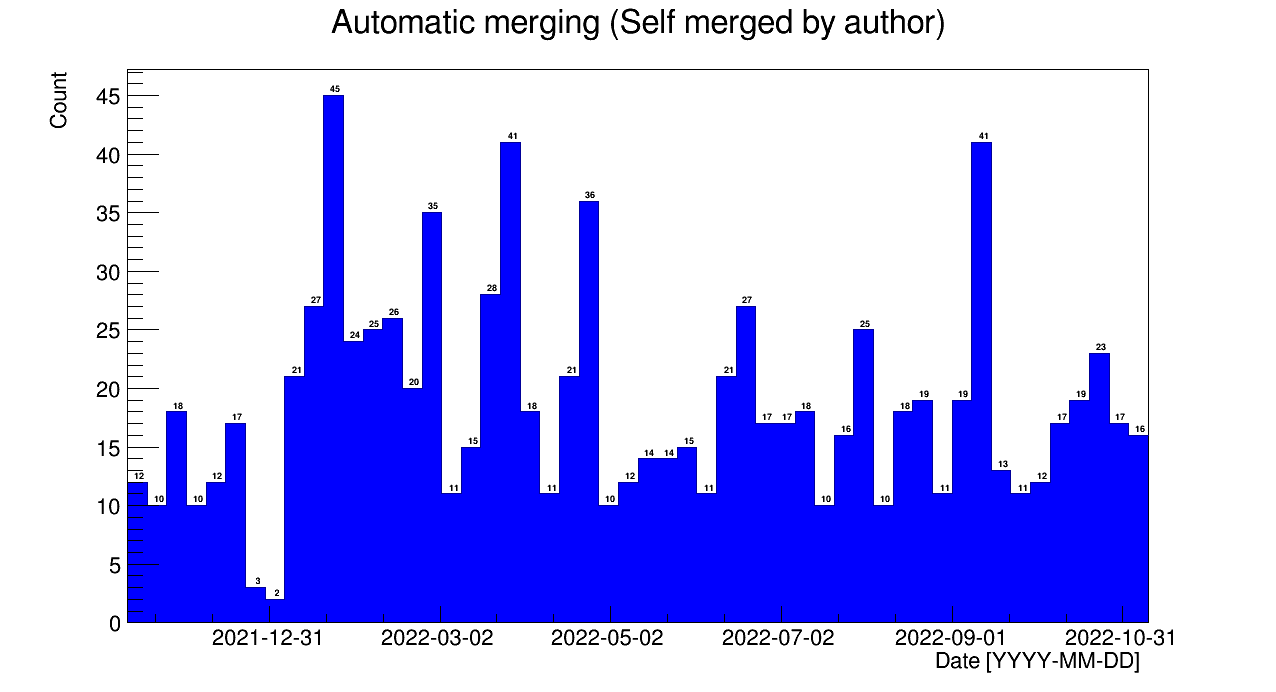 Automatic merging (Self merged by author)
Count
45
40
35
30
25
20
15
10
5
0
12 10 18 10 12 17 3 2 21 27 45 24 25 26 20 35 11 15 28 41 18 11 21 36 10 12 14 14 15 11 21 27 17 17 18 10 16 25 10 18 19 11 19 41 13 11 12 17 19 23 17 16
2021-12-31 2022-03-02 2022-05-02 2022-07-02 2022-09-01 2022-10-31
Date [YYYY-MM-DD]